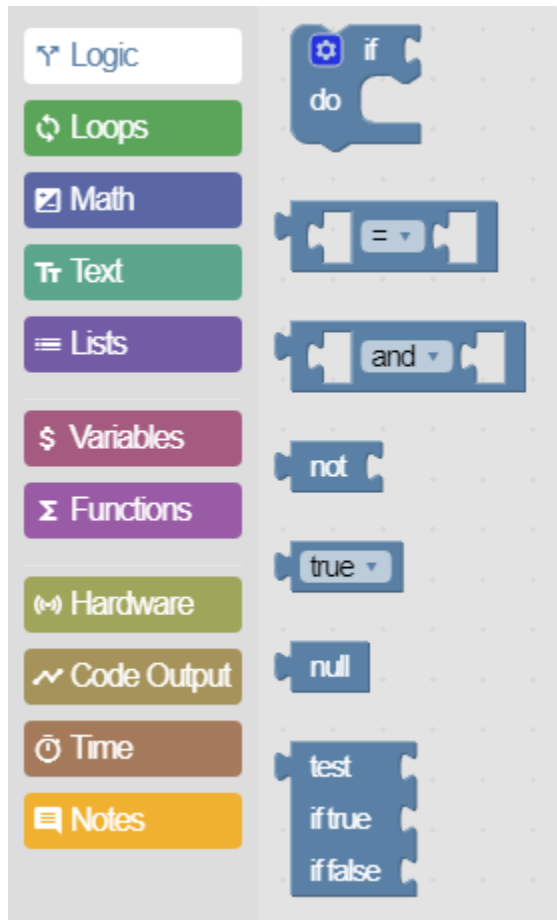 Logic
Loops
Math
Tr Text
Lists
$ Variables
Σ Functions
Hardware
Code Output
Time
Notes
if
do
=
and
not
true
null
test
if true
if false